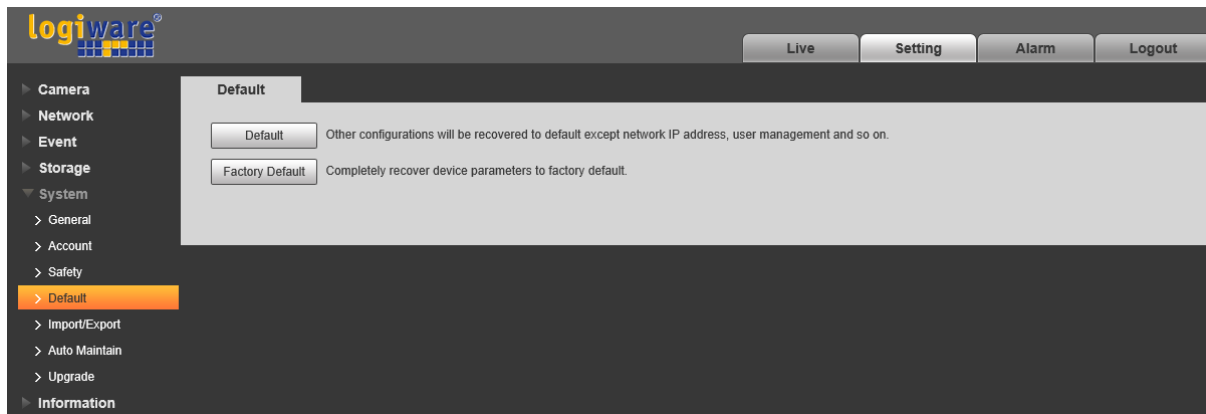 logiware®
Live Setting Alarm Logout
Camera
Network
Event
Storage
System
General
Account
Safety
Default
Import/Export
Auto Maintain
Upgrade
Information
Default
Default Other configurations will be recovered to default except network IP address, user management and so on.
Factory Default Completely recover device parameters to factory default.